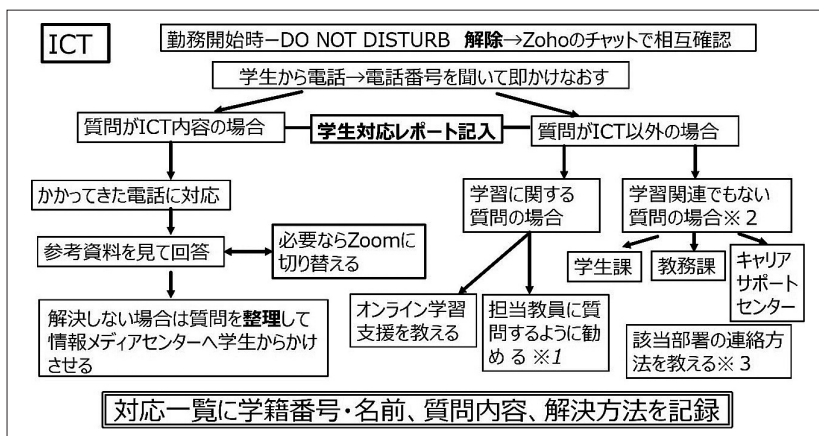 ICT
勤務開始時－DO NOT DISTURB 解除→Zohoのチャットで相互確認
学生から電話→電話番号を聞いて即かけなおす
質問がICT内容の場合
学生対応レポート記入
質問がICT以外の場合
かかってきた電話に対応
参考資料を見て回答
必要ならZoomに
切り替える
解決しない場合は質問を整理して
情報メディアセンターへ学生からかけ
させる
学習に関する
質問の場合
オンライン学習
支援を教える
担当教員に質
問するように勧
める ※1
学習関連でもない
質問の場合※２
学生課
教務課
キャリア
サポート
センター
該当部署の連絡方
法を教える※３
対応一覧に学籍番号・名前、質問内容、解決方法を記録